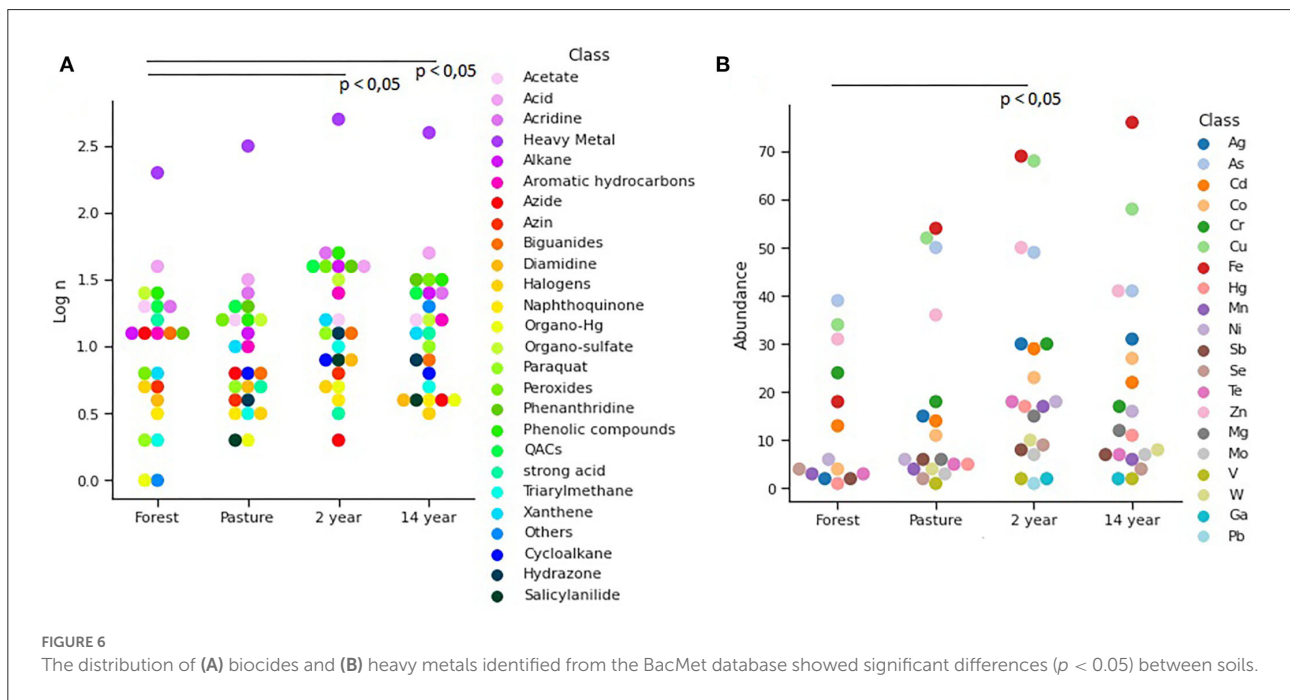 A
p < 0,05
p < 0,05
Log n
2.5
2.0
1.5
1.0
0.5
0.0
Forest
Pasture
2 year
14 year
Class
Acetate
Acid
Acridine
Heavy Metal
Alkane
Aromatic hydrocarbons
Azide
Azin
Biguanides
Diamidine
Halogens
Naphthoquinone
Organo-Hg
Organo-sulfate
Paraquat
Peroxides
Phenanthridine
Phenolic compounds
QACs
strong acid
Triarylmethane
Xanthene
Others
Cycloalkane
Hydrazone
Salicylanilide
B
p < 0,05
Abundance
70
60
50
40
30
20
10
0
Forest
Pasture
2 year
14 year
Class
Ag
As
Cd
Co
Cr
Cu
Fe
Hg
Mn
Ni
Sb
Se
Te
Zn
Mg
Mo
V
W
Ga
Pb
FIGURE 6
The distribution of (A) biocides and (B) heavy metals identified from the BacMet database showed significant differences (p < 0.05) between soils.